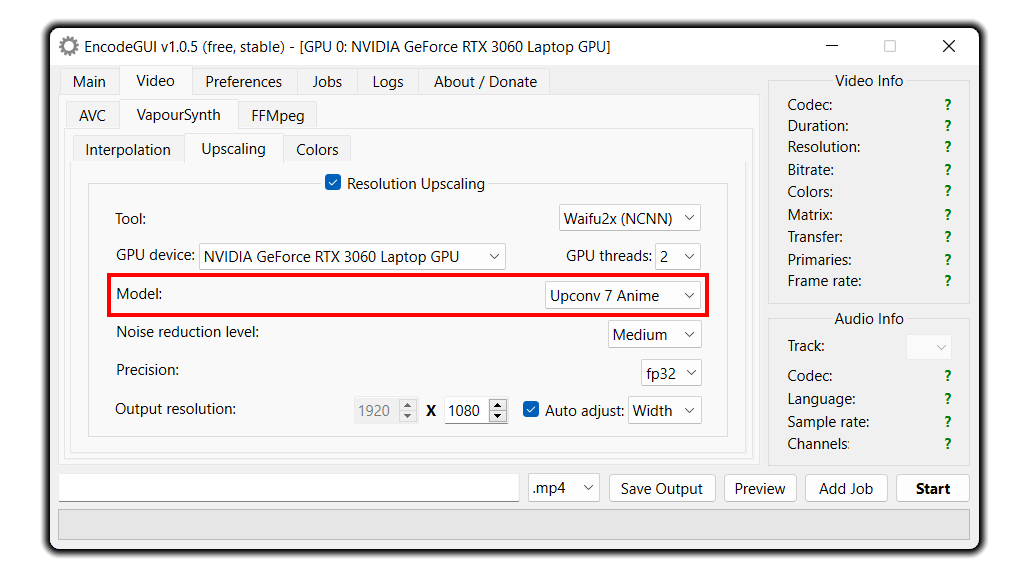 EncodeGUI v1.0.5 (free, stable) - [GPU 0: NVIDIA GeForce RTX 3060 Laptop GPU]
Main Video Preferences Jobs Logs About / Donate
AVC VapourSynth FFMpeg
Interpolation Upscaling Colors
Resolution Upscaling
Tool: Waifu2x (NCNN)
GPU device: NVIDIA GeForce RTX 3060 Laptop GPU GPU threads: 2
Model: Upconv 7 Anime
Noise reduction level: Medium
Precision: fp32
Output resolution: 1920 X 1080 Auto adjust: Width
Video Info
Codec: ?
Duration: ?
Resolution: ?
Bitrate: ?
Colors: ?
Matrix: ?
Transfer: ?
Primaries: ?
Frame rate: ?
Audio Info
Track:
Codec: ?
Language: ?
Sample rate: ?
Channels: ?
.mp4 Save Output Preview Add Job Start